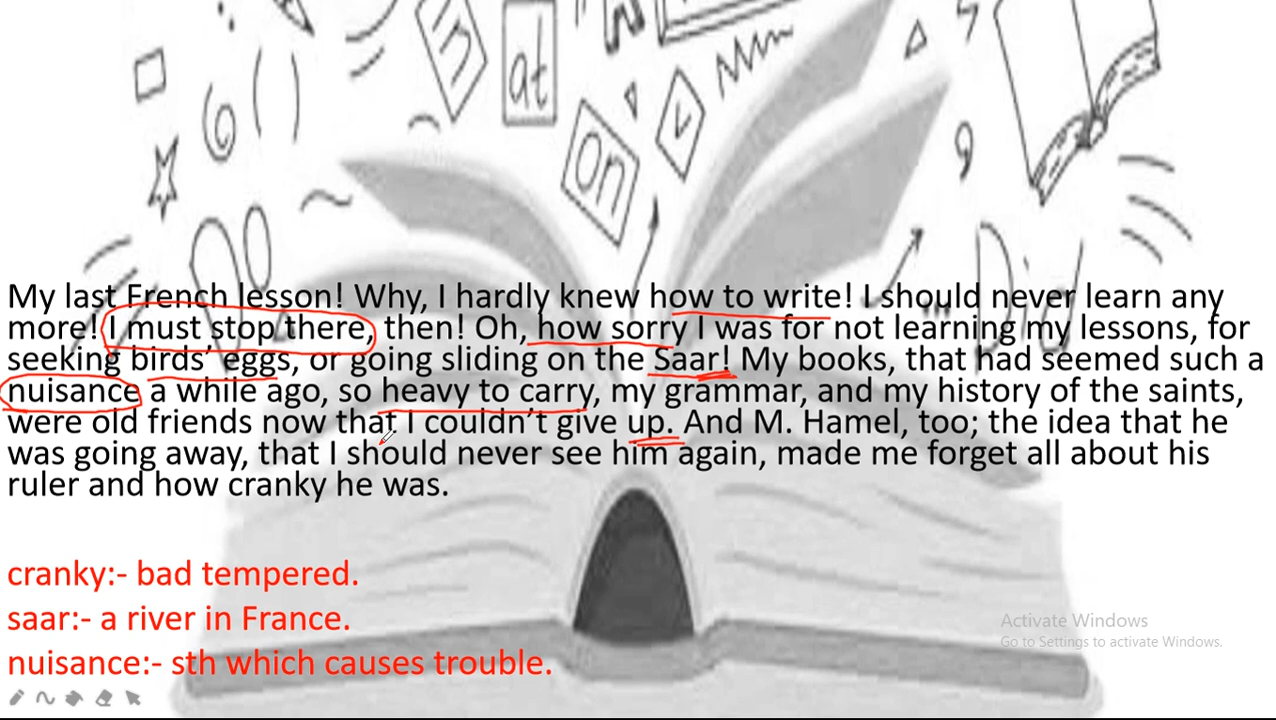 in
at
on
Did
My last French lesson! Why, I hardly knew how to write! I should never learn any
more! I must stop there, then! Oh, how sorry I was for not learning my lessons, for
seeking birds’ eggs, or going sliding on the Saar! My books, that had seemed such a
nuisance a while ago, so heavy to carry, my grammar, and my history of the saints,
were old friends now that I couldn’t give up. And M. Hamel, too; the idea that he
was going away, that I should never see him again, made me forget all about his
ruler and how cranky he was.
cranky:- bad tempered.
saar:- a river in France.
nuisance:- sth which causes trouble.
Activate Windows
Go to Settings to activate Windows.